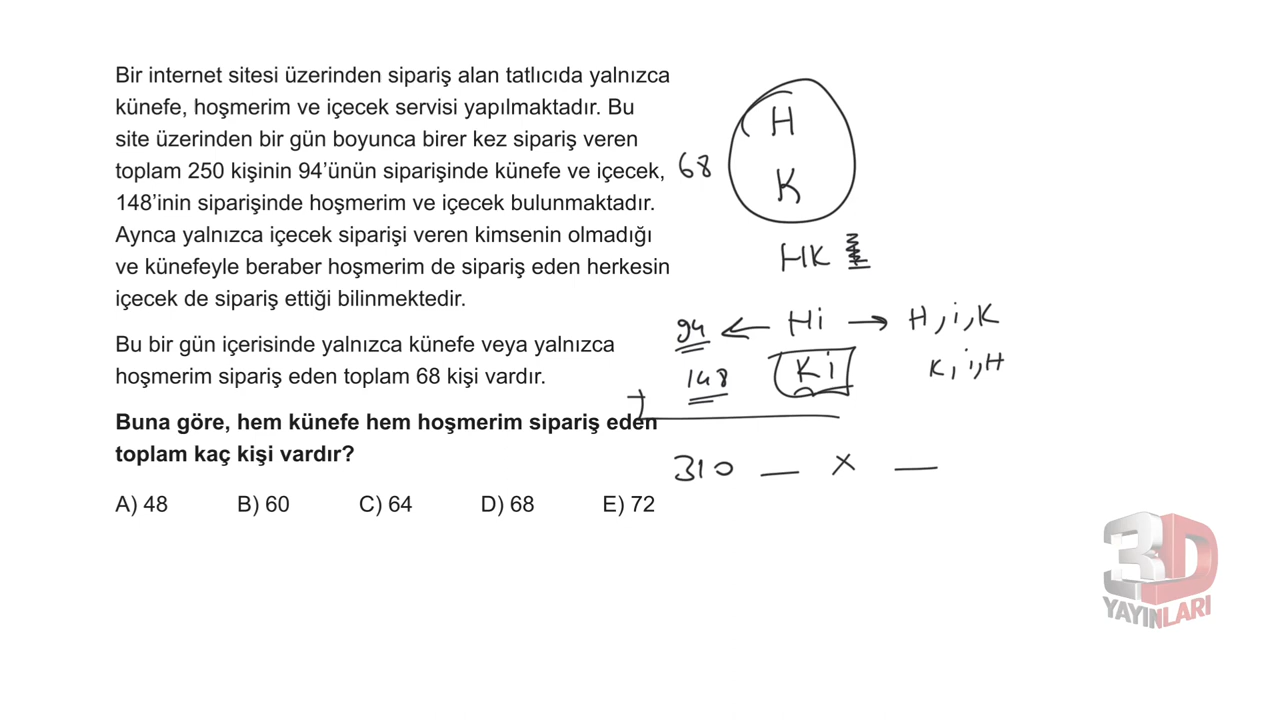 Bir internet sitesi üzerinden sipariş alan tatlıcıda yalnızca
künefe, hoşmerim ve içecek servisi yapılmaktadır. Bu
site üzerinden bir gün boyunca birer kez sipariş veren
toplam 250 kişinin 94’ünün siparişinde künefe ve içecek,
148’inin siparişinde hoşmerim ve içecek bulunmaktadır.
Aynca yalnızca içecek siparişi veren kimsenin olmadığı
ve künefeyle beraber hoşmerim de sipariş eden herkesin
içecek de sipariş ettiği bilinmektedir.
Bu bir gün içerisinde yalnızca künefe veya yalnızca
hoşmerim sipariş eden toplam 68 kişi vardır.
Buna göre, hem künefe hem hoşmerim sipariş eden
toplam kaç kişi vardır?
A) 48 B) 60 C) 64 D) 68 E) 72
H
68
K
HK
94 ← Hi → H, i, K
148 Ki K, i, H
+
310 — x —
3D
YAYINLARI